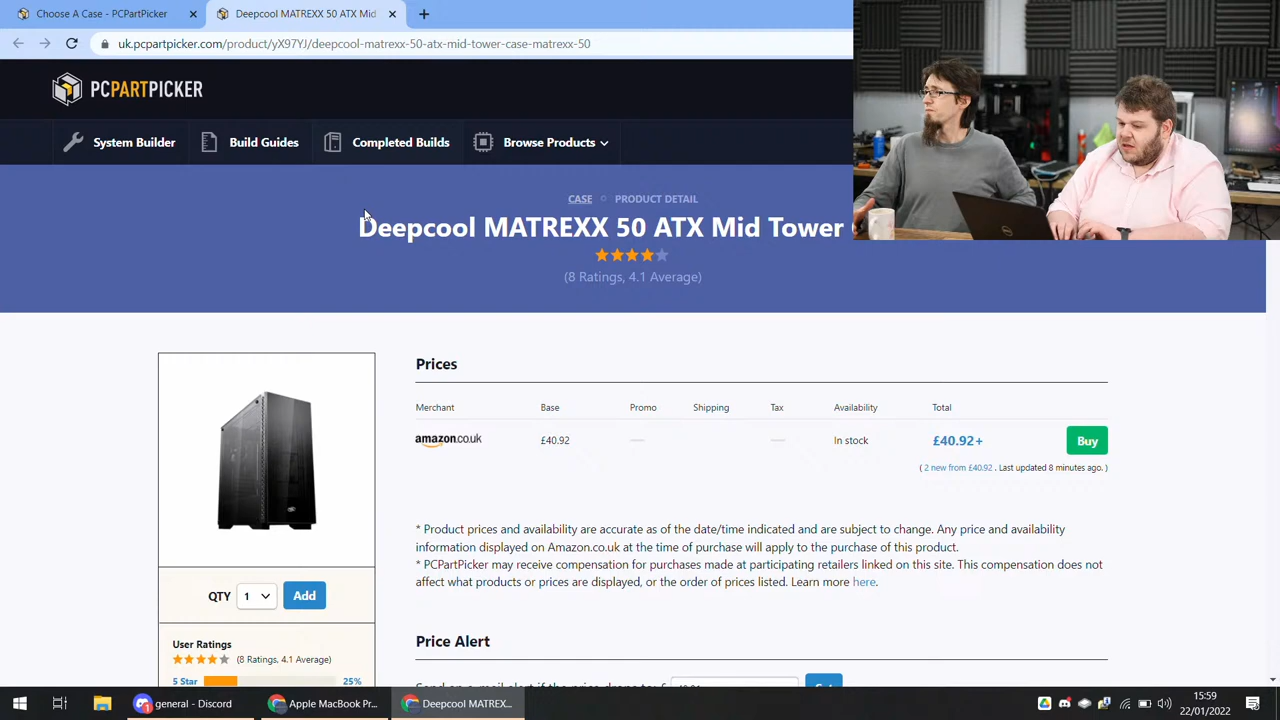 Choose A Case - PCPartPicker
Deepcool MATREXX 50 ATX Mid
uk.pcpartpicker.com/product/yX97YJ/deepcool-matrexx-50-atx-mid-tower-case-matrexx-50
PCPARTPICKER
System Builder
Build Guides
Completed Builds
Browse Products
CASE
PRODUCT DETAIL
Deepcool MATREXX 50 ATX Mid Tower
(8 Ratings, 4.1 Average)
Prices
Merchant Base Promo Shipping Tax Availability Total
amazon.co.uk £40.92 — — In stock £40.92+ Buy
( 2 new from £40.92 . Last updated 8 minutes ago. )
* Product prices and availability are accurate as of the date/time indicated and are subject to change. Any price and availability
information displayed on Amazon.co.uk at the time of purchase will apply to the purchase of this product.
* PCPartPicker may receive compensation for purchases made at participating retailers linked on this site. This compensation does not
affect what products or prices are displayed, or the order of prices listed. Learn more here.
QTY 1 Add
User Ratings
(8 Ratings, 4.1 Average)
5 Star 25%
Price Alert
general - Discord
Apple MacBook P
Deepcool MATREX...
15:59
22/01/2022